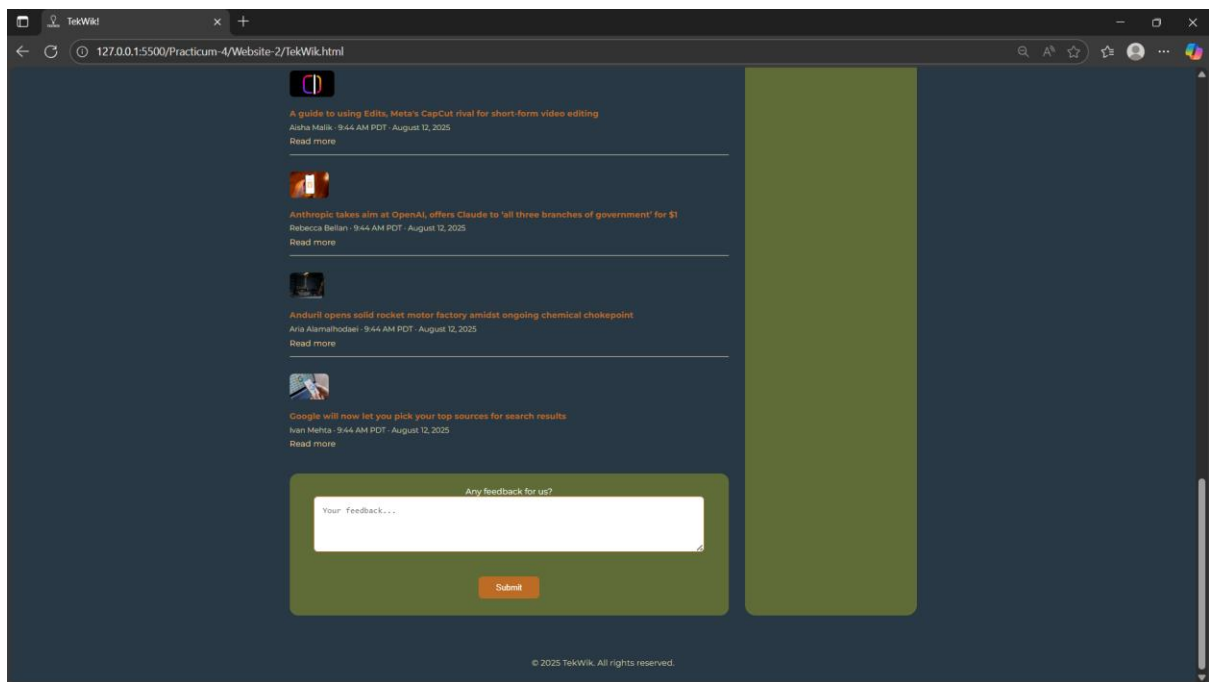 TekWik!
127.0.0.1:5500/Practicum-4/Website-2/TekWik.html
A guide to using Edits, Meta's CapCut rival for short-form video editing
Aisha Malik · 9:44 AM PDT · August 12, 2025
Read more
Anthropic takes aim at OpenAI, offers Claude to 'all three branches of government' for $1
Rebecca Bellan · 9:44 AM PDT · August 12, 2025
Read more
Anduril opens solid rocket motor factory amidst ongoing chemical chokepoint
Aria Alamalhodaei · 9:44 AM PDT · August 12, 2025
Read more
Google will now let you pick your top sources for search results
Ivan Mehta · 9:44 AM PDT · August 12, 2025
Read more
Any feedback for us?
Your feedback...
Submit
© 2025 TekWik. All rights reserved.